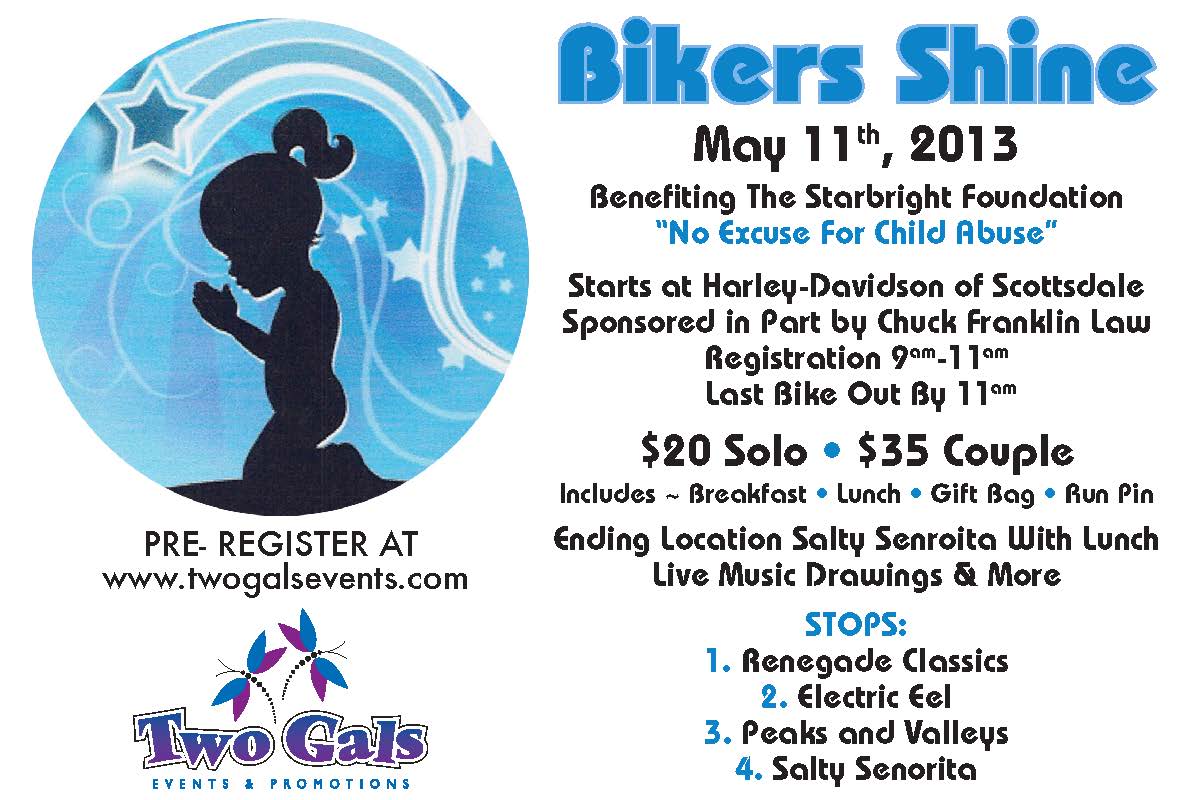 Bikers Shine
May 11th, 2013
Benefiting The Starbright Foundation
"No Excuse For Child Abuse"
Starts at Harley-Davidson of Scottsdale
Sponsored in Part by Chuck Franklin Law
Registration 9am-11am
Last Bike Out By 11am
$20 Solo • $35 Couple
Includes ~ Breakfast • Lunch • Gift Bag • Run Pin
Ending Location Salty Senroita With Lunch
Live Music Drawings & More
STOPS:
1. Renegade Classics
2. Electric Eel
3. Peaks and Valleys
4. Salty Senorita
PRE- REGISTER AT
www.twogalsevents.com
Two Gals
EVENTS & PROMOTIONS